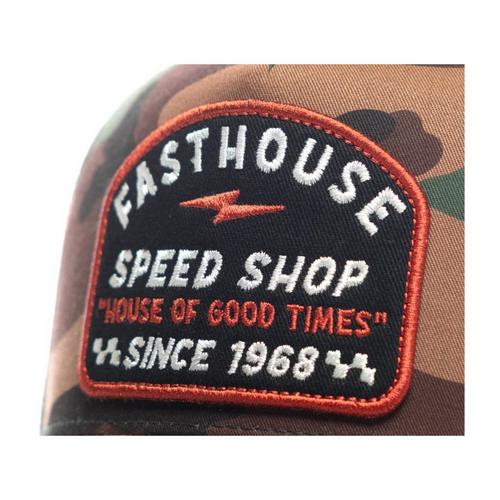 FASTHOUSE
SPEED SHOP
"HOUSE OF GOOD TIMES"
SINCE 1968